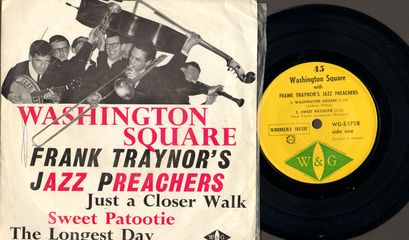 WASHINGTON
SQUARE
FRANK TRAYNOR'S
JAZZ PREACHERS
Just a Closer Walk
Sweet Patootie
The Longest Day
W&G
45
Washington Square
with
FRANK TRAYNOR'S JAZZ PREACHERS
1. WASHINGTON SQUARE
2. SWEET PATOOTIE
WG-E-1758
side one
W&G